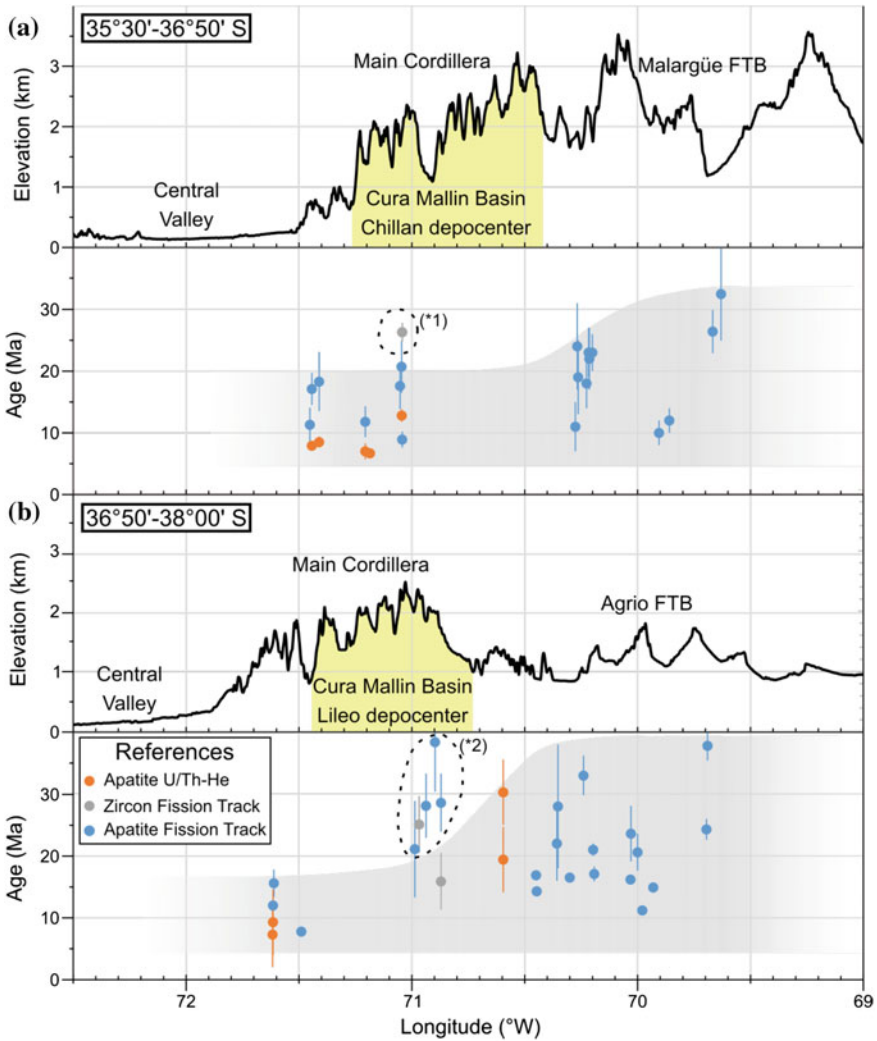 (a)
35°30'-36°50' S
Main Cordillera
Malargüe FTB
Elevation (km)
3
2
1
0
Central
Valley
Cura Mallin Basin
Chillan depocenter
Age (Ma)
30
20
10
0
(*1)
(b)
36°50'-38°00' S
Main Cordillera
Agrio FTB
Elevation (km)
3
2
1
0
Central
Valley
Cura Mallin Basin
Lileo depocenter
References
Apatite U/Th-He
Zircon Fission Track
Apatite Fission Track
(*2)
Age (Ma)
30
20
10
0
72
71
70
69
Longitude (°W)